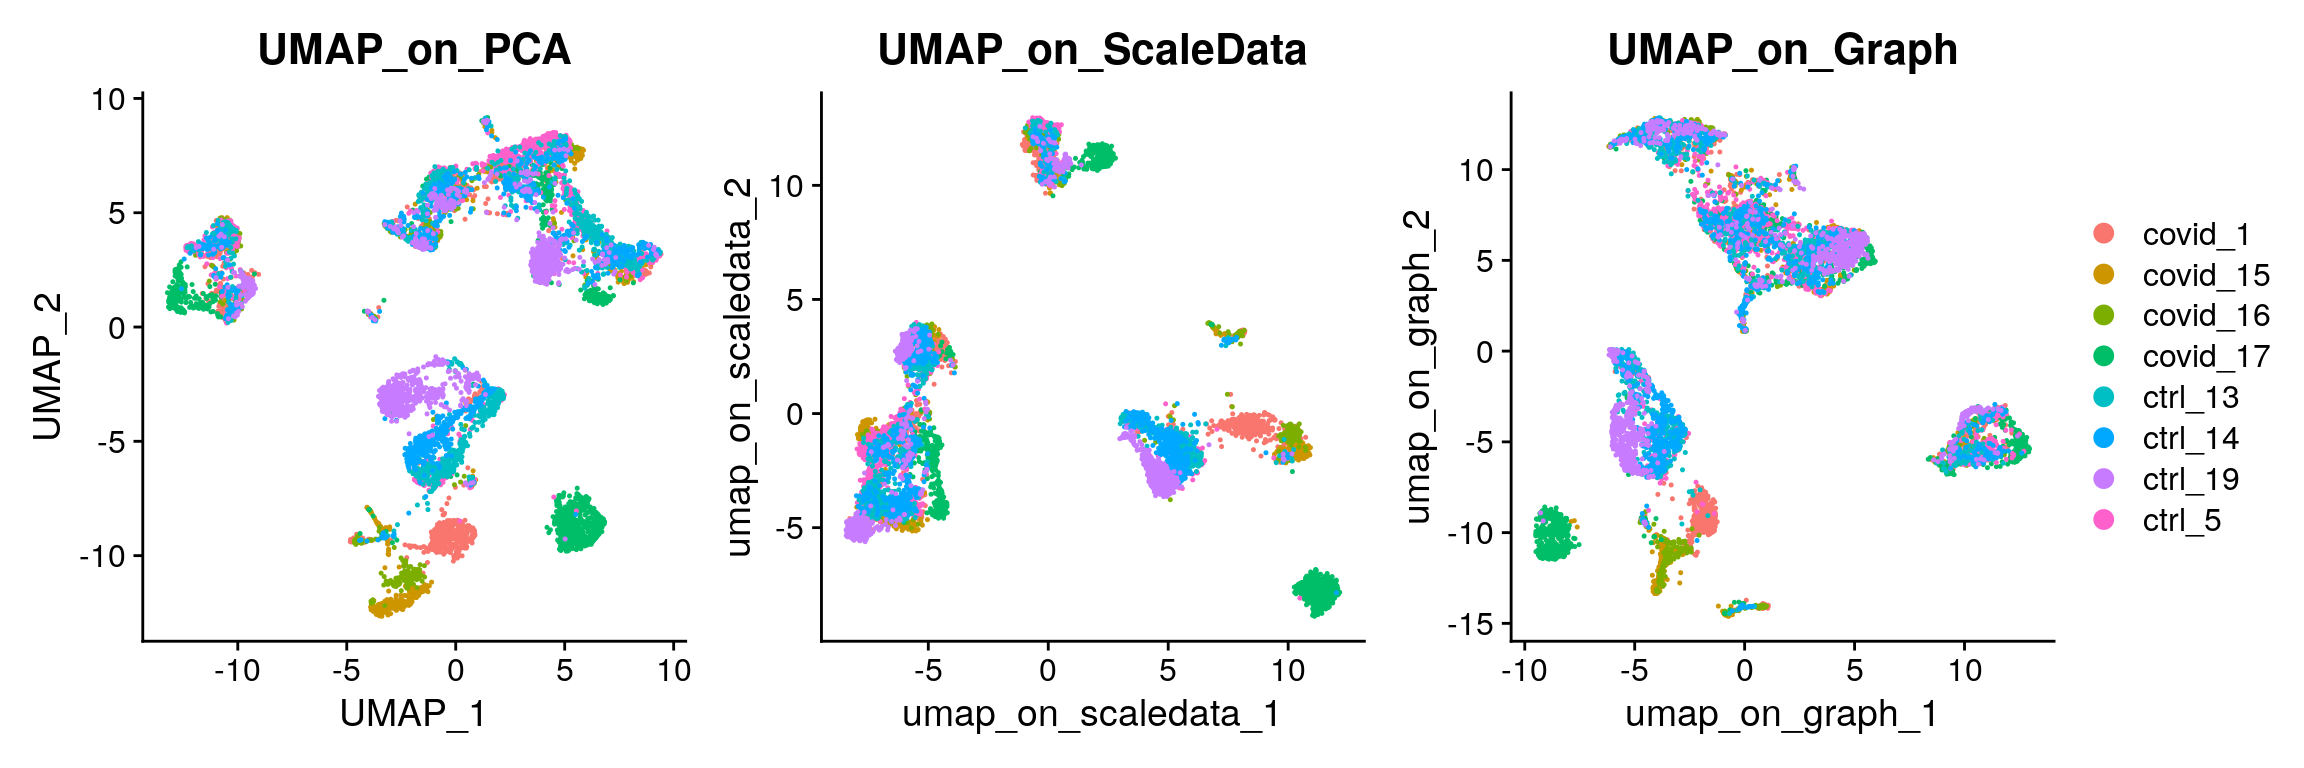 UMAP_on_PCA
10
5
0
-5
-10
UMAP_2
-10
-5
0
5
10
UMAP_1
UMAP_on_ScaleData
10
5
0
-5
umap_on_scaledata_2
-5
0
5
10
umap_on_scaledata_1
UMAP_on_Graph
10
5
0
-5
-10
-15
umap_on_graph_2
-10
-5
0
5
10
umap_on_graph_1
covid_1
covid_15
covid_16
covid_17
ctrl_13
ctrl_14
ctrl_19
ctrl_5